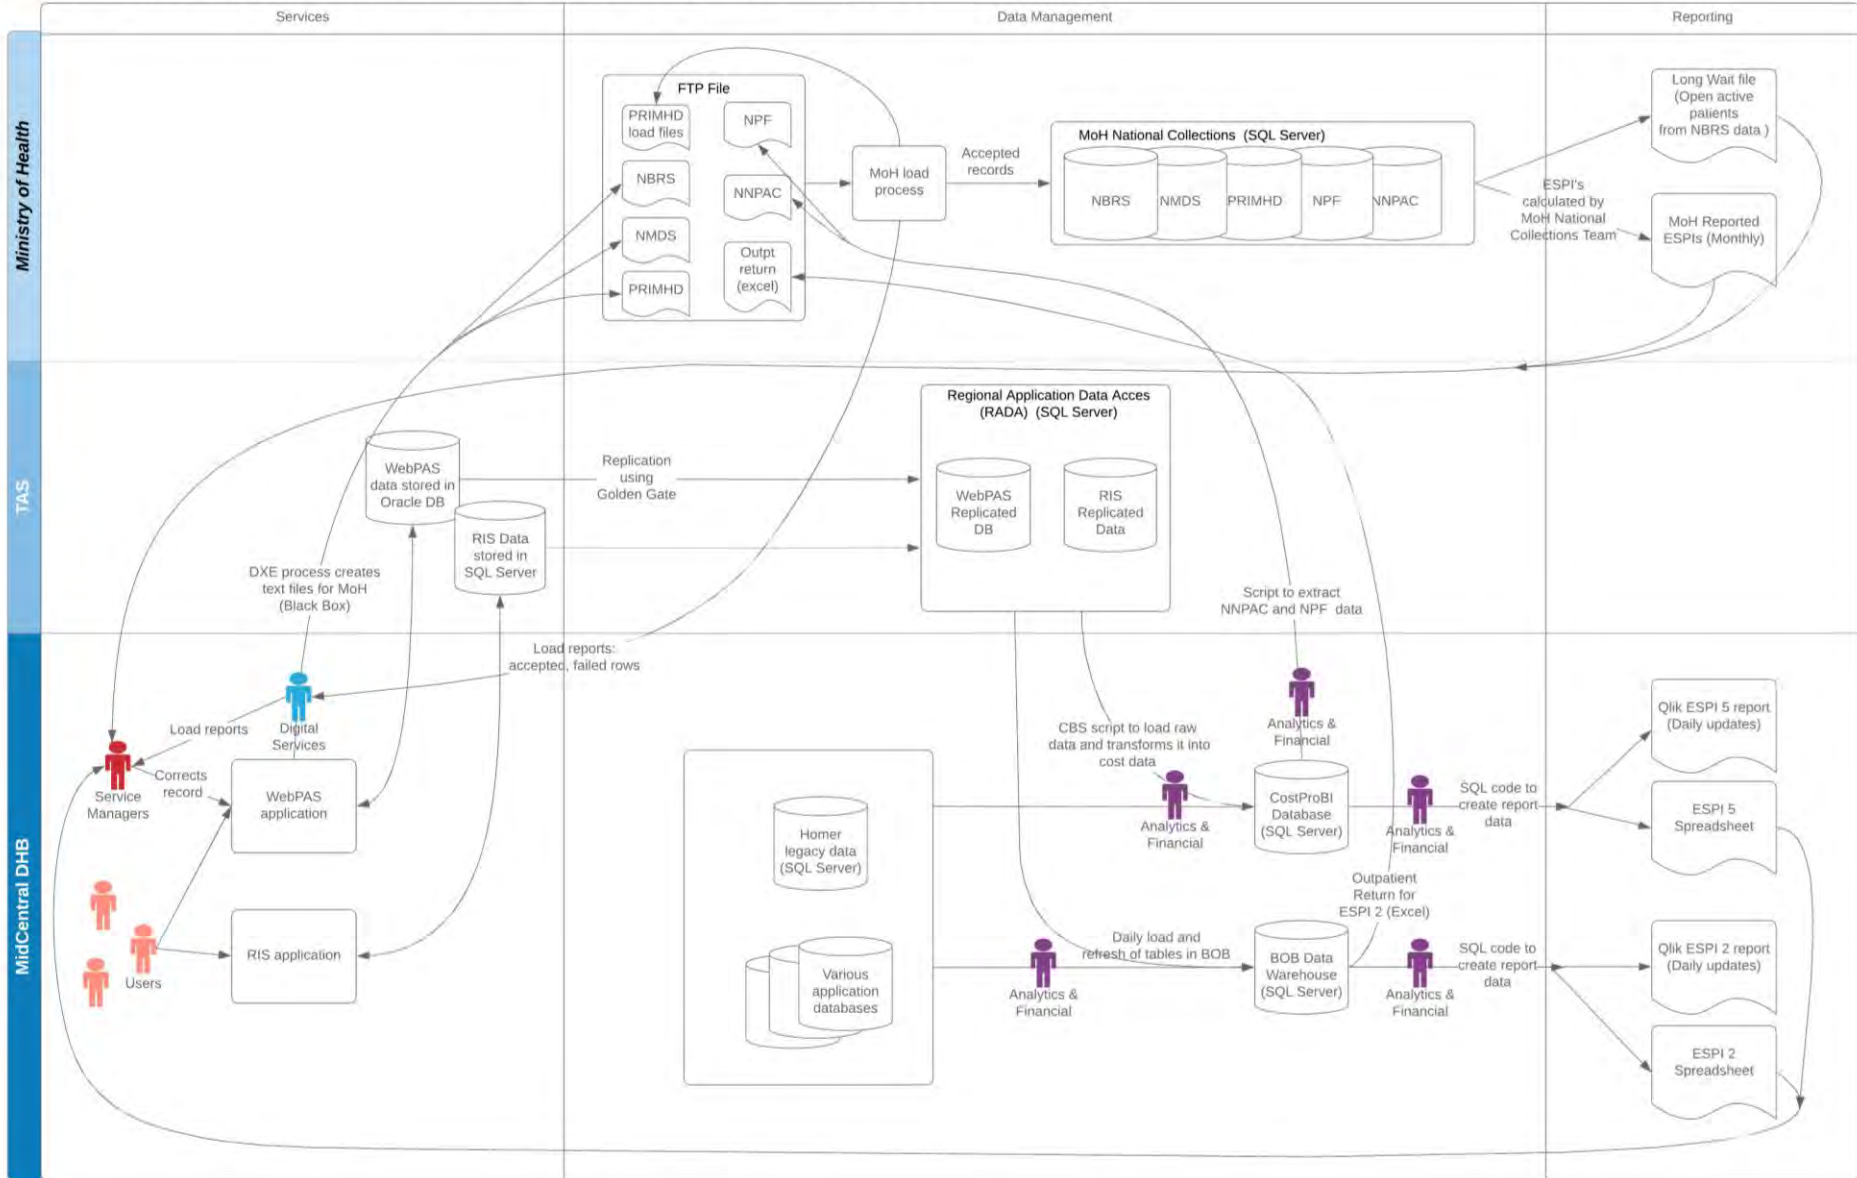 Services
Data Management
Reporting
Ministry of Health
TAS
MidCentral DHB
FTP File
PRIMHD
load files
NPF
NBRS
NNPAC
NMDS
PRIMHD
Outpt
return
(excel)
MoH load
process
Accepted
records
MoH National Collections (SQL Server)
NBRS
NMDS
PRIMHD
NPF
NNPAC
ESPI's
calculated by
MoH National
Collections Team
Long Wait file
(Open active
patients
from NBRS data )
MoH Reported
ESPIs (Monthly)
WebPAS
data stored in
Oracle DB
RIS Data
stored in
SQL Server
Replication
using
Golden Gate
Regional Application Data Acces
(RADA) (SQL Server)
WebPAS
Replicated
DB
RIS
Replicated
Data
DXE process creates
text files for MoH
(Black Box)
Script to extract
NNPAC and NPF data
Load reports:
accepted, failed rows
Load reports
Digital
Services
Service
Managers
Corrects
record
WebPAS
application
RIS application
Users
Homer
legacy data
(SQL Server)
Various
application
databases
CBS script to load raw
data and transforms it into
cost data
Analytics &
Financial
Analytics &
Financial
CostProBI
Database
(SQL Server)
Analytics &
Financial
SQL code to
create report
data
Qlik ESPI 5 report
(Daily updates)
ESPI 5
Spreadsheet
Outpatient
Return for
ESPI 2 (Excel)
Analytics &
Financial
Daily load and
refresh of tables in BOB
BOB Data
Warehouse
(SQL Server)
Analytics &
Financial
SQL code to
create report
data
Qlik ESPI 2 report
(Daily updates)
ESPI 2
Spreadsheet